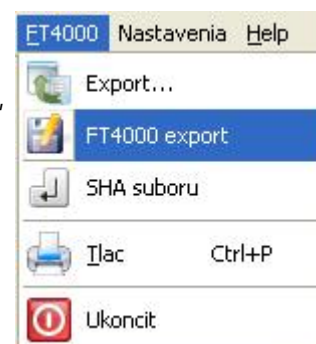 FT4000 Nastavenia Help
Export...
FT4000 export
SHA suboru
Tlac Ctrl+P
Ukoncit